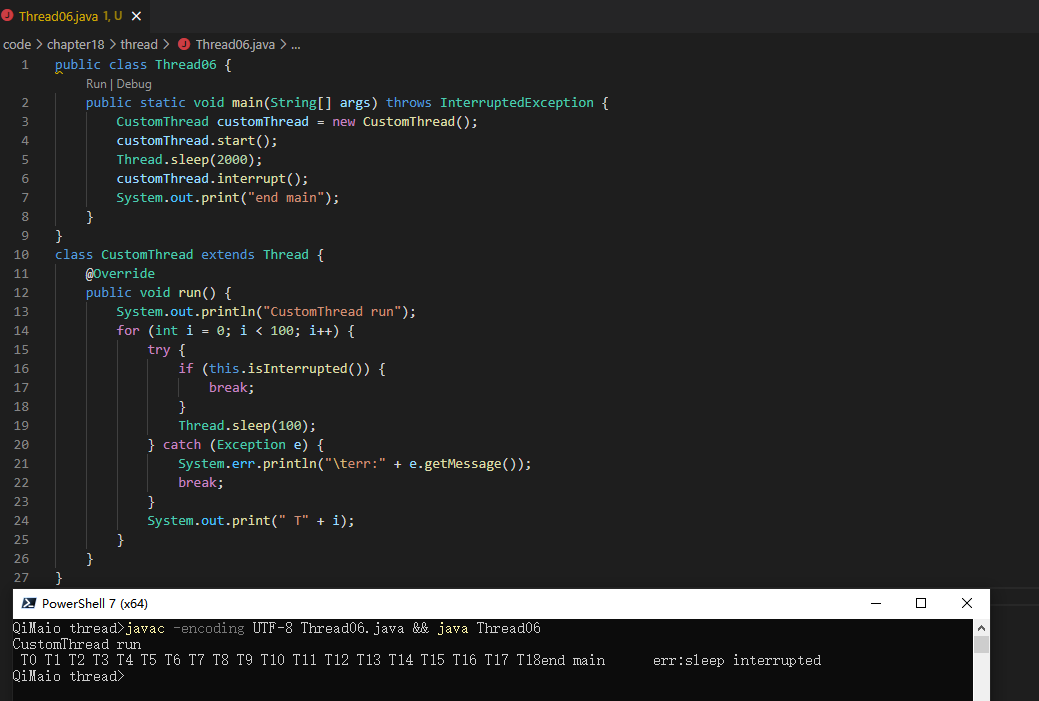 Thread06.java 1, U
code > chapter18 > thread > Thread06.java > ...
1 public class Thread06 {
Run | Debug
2 public static void main(String[] args) throws InterruptedException {
3 CustomThread customThread = new CustomThread();
4 customThread.start();
5 Thread.sleep(2000);
6 customThread.interrupt();
7 System.out.print("end main");
8 }
9 }
10 class CustomThread extends Thread {
11 @Override
12 public void run() {
13 System.out.println("CustomThread run");
14 for (int i = 0; i < 100; i++) {
15 try {
16 if (this.isInterrupted()) {
17 break;
18 }
19 Thread.sleep(100);
20 } catch (Exception e) {
21 System.err.println("\terr:" + e.getMessage());
22 break;
23 }
24 System.out.print(" T" + i);
25 }
26 }
27 }
PowerShell 7 (x64)
QiMaio thread>javac -encoding UTF-8 Thread06.java && java Thread06
CustomThread run
T0 T1 T2 T3 T4 T5 T6 T7 T8 T9 T10 T11 T12 T13 T14 T15 T16 T17 T18end main err:sleep interrupted
QiMaio thread>